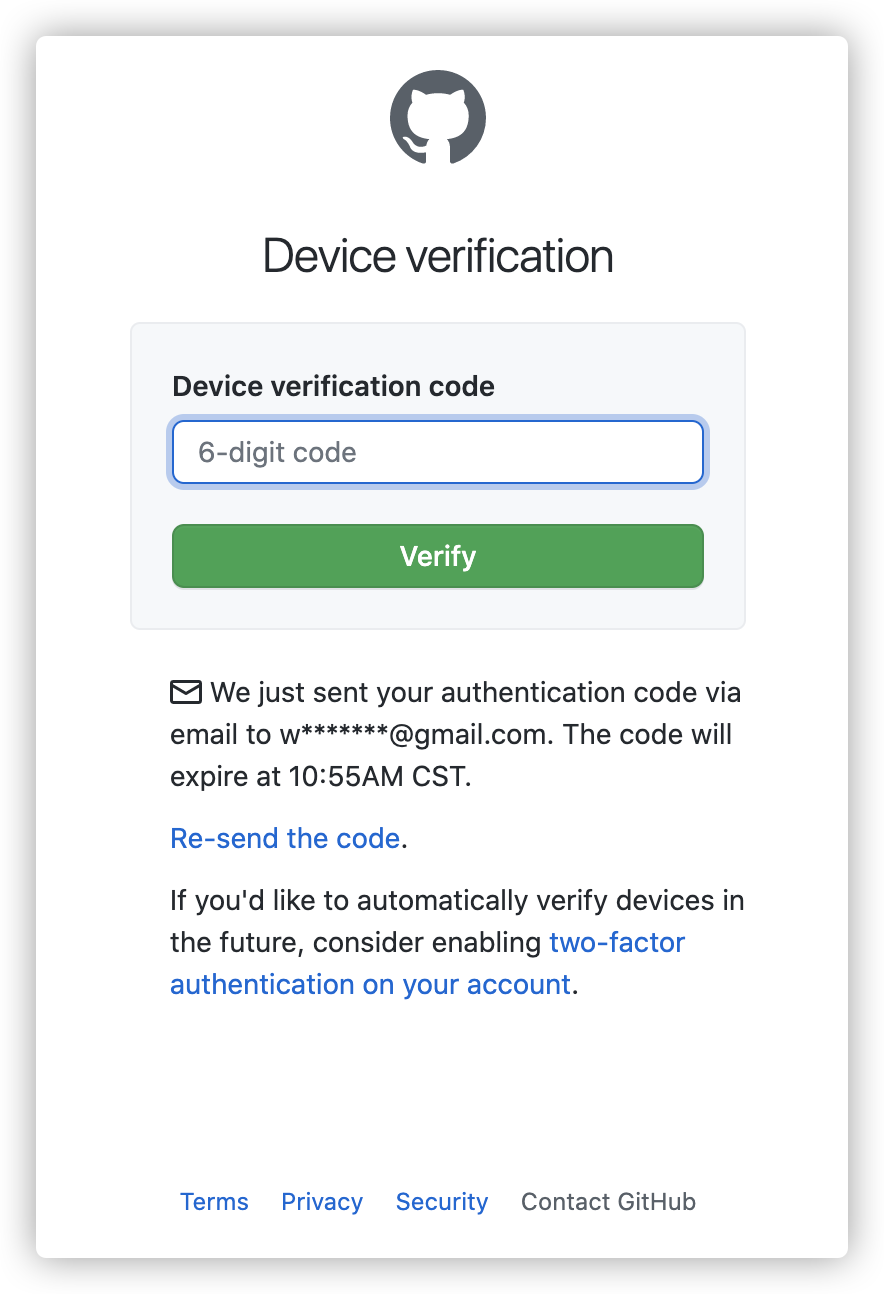 Device verification
Device verification code
6-digit code
Verify
We just sent your authentication code via
email to w*******@gmail.com. The code will
expire at 10:55AM CST.
Re-send the code.
If you'd like to automatically verify devices in
the future, consider enabling two-factor
authentication on your account.
Terms Privacy Security Contact GitHub